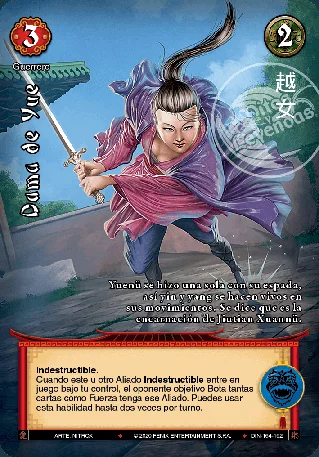 3
2
Guerrero
Dama de Yue
越女
Yuenü se hizo una sola con su espada,
así yin y yang se hacen vivos en
sus movimientos. Se dice que es la
encarnación de Jiutian Xuannü.
Indestructible.
Cuando este u otro Aliado Indestructible entre en
juego bajo tu control, el oponente objetivo Bota tantas
cartas como Fuerza tenga ese Aliado. Puedes usar
esta habilidad hasta dos veces por turno.
ARTE: NITROX
© 2020 FENIX ENTERTAINMENT S.P.A.